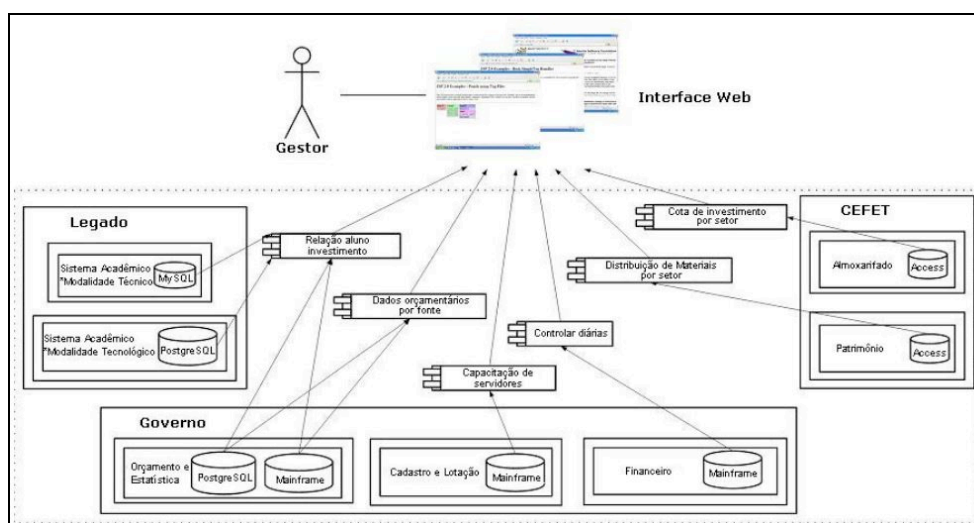 Gestor
Interface Web
Legado
Sistema Acadêmico
*Modalidade Técnico
MySQL
Sistema Acadêmico
*Modalidade Tecnológico
PostgreSQL
Relação aluno
investimento
Dados orçamentários
por fonte
Capacitação de
servidores
Controlar diárias
Distribuição de Materiais
por setor
Cota de investimento
por setor
CEFET
Almoxarifado
Access
Patrimônio
Access
Governo
Orçamento e
Estatística
PostgreSQL
Mainframe
Cadastro e Lotação
Mainframe
Financeiro
Mainframe